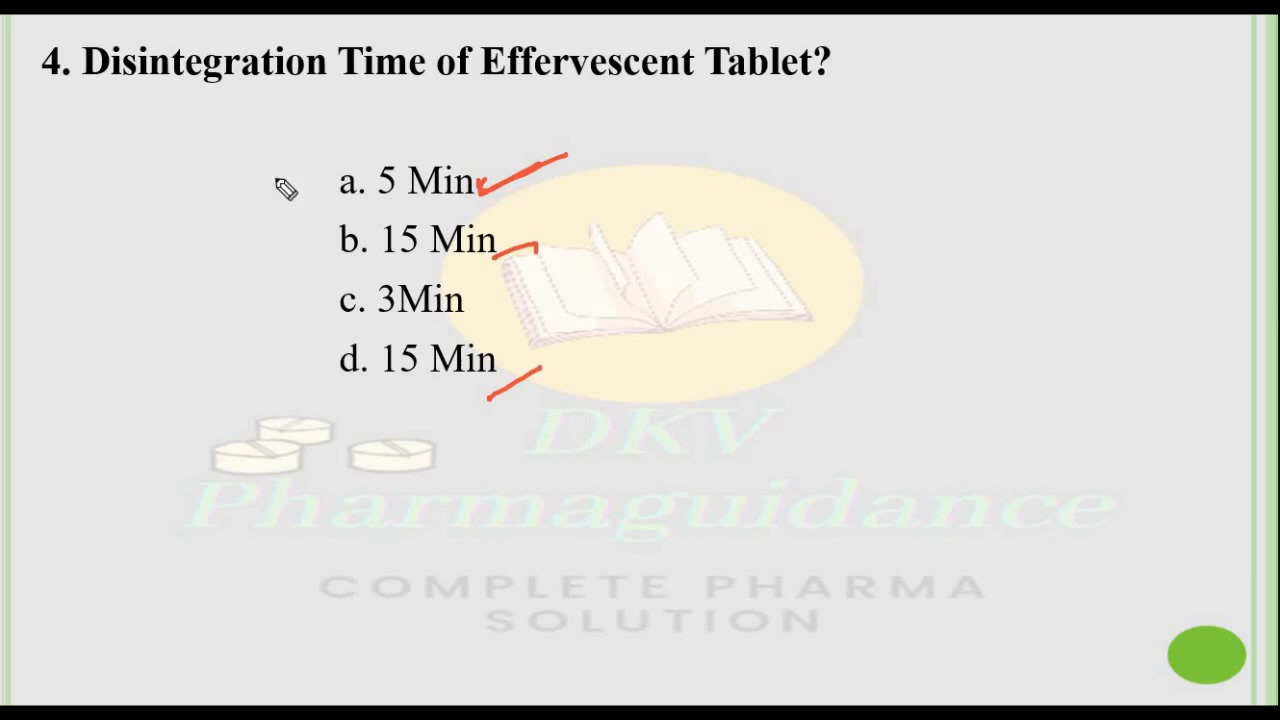 4. Disintegration Time of Effervescent Tablet?
a. 5 Min
b. 15 Min
c. 3Min
d. 15 Min
DKV
Pharmaguidance
COMPLETE PHARMA
SOLUTION